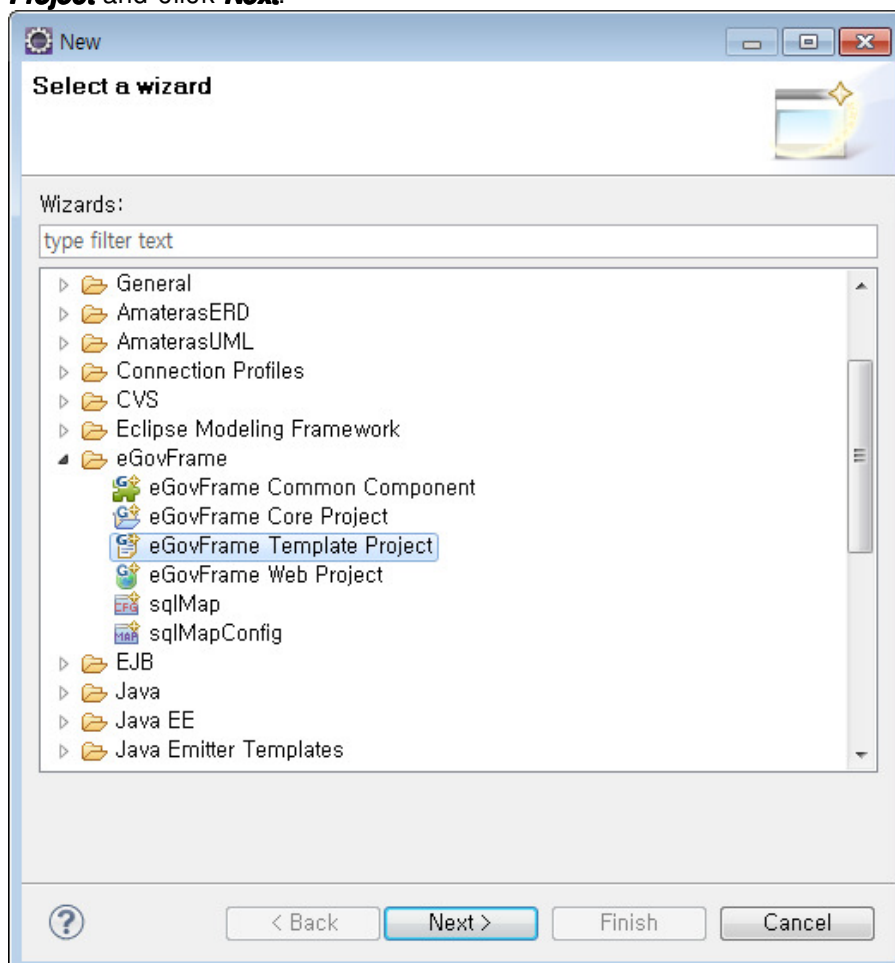 Project and click Next.
New
Select a wizard
Wizards:
type filter text
General
AmaterasERD
AmaterasUML
Connection Profiles
CVS
Eclipse Modeling Framework
eGovFrame
eGovFrame Common Component
eGovFrame Core Project
eGovFrame Template Project
eGovFrame Web Project
sqlMap
sqlMapConfig
EJB
Java
Java EE
Java Emitter Templates
< Back Next > Finish Cancel